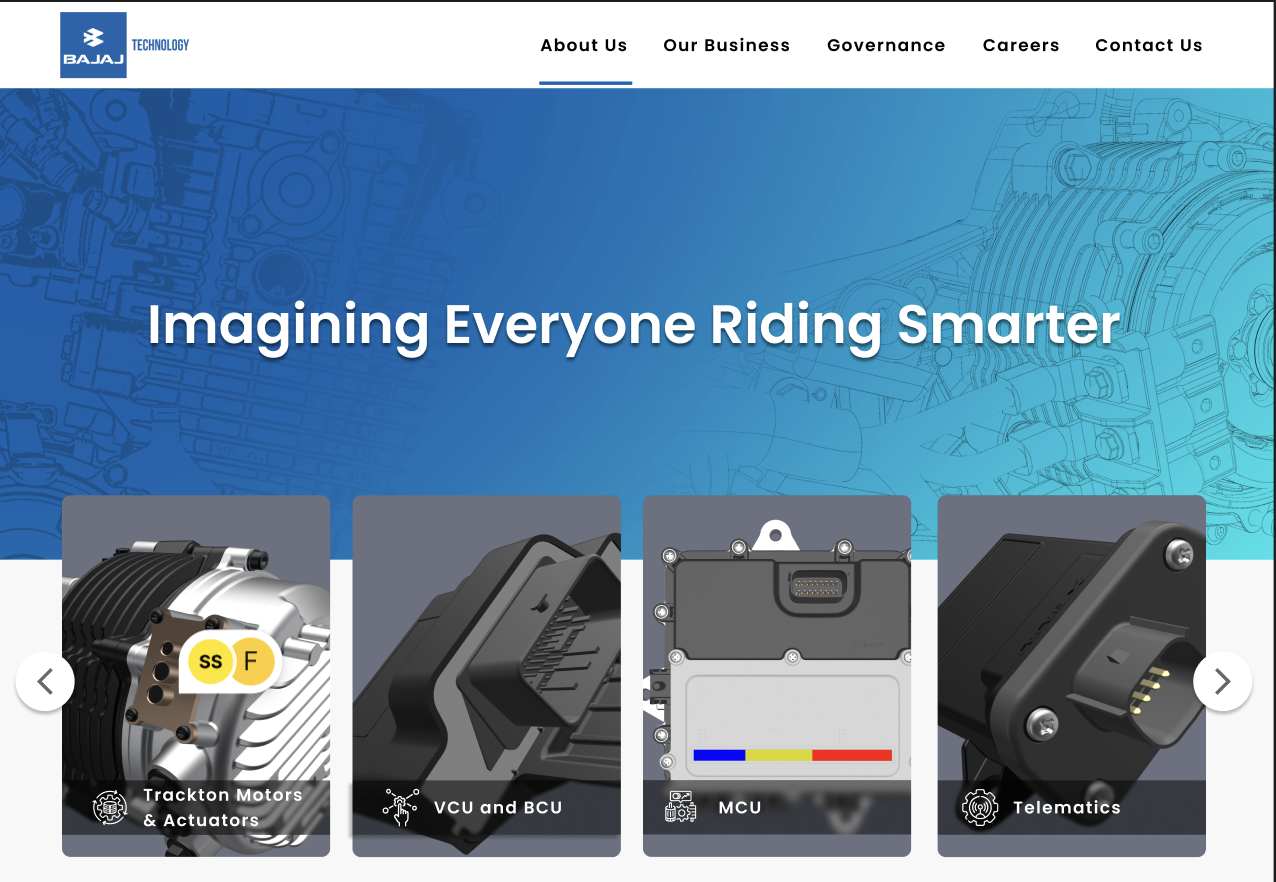 BAJAJ
TECHNOLOGY
About Us
Our Business
Governance
Careers
Contact Us
Imagining Everyone Riding Smarter
SS
F
Trackton Motors
& Actuators
VCU and BCU
MCU
Telematics